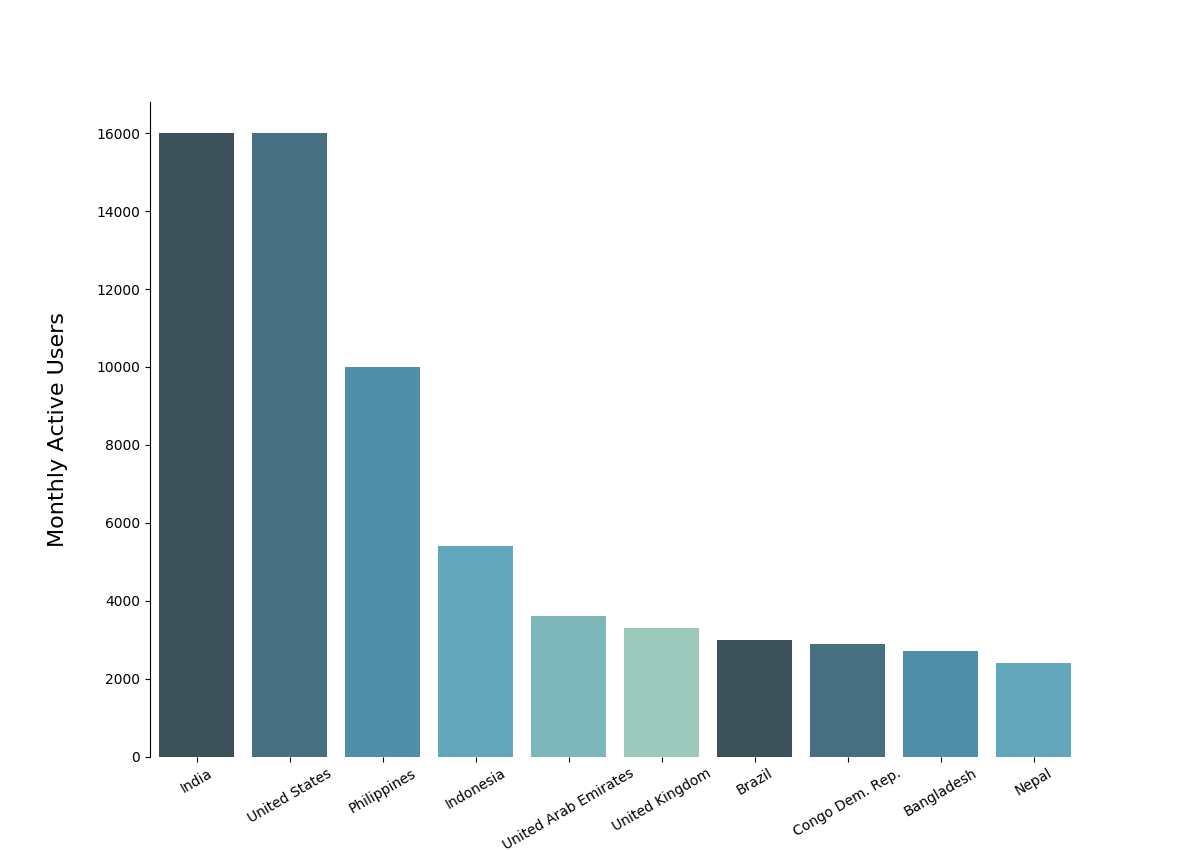 Monthly Active Users
16000
14000
12000
10000
8000
6000
4000
2000
0
India
United States
Philippines
Indonesia
United Arab Emirates
United Kingdom
Brazil
Congo Dem. Rep.
Bangladesh
Nepal